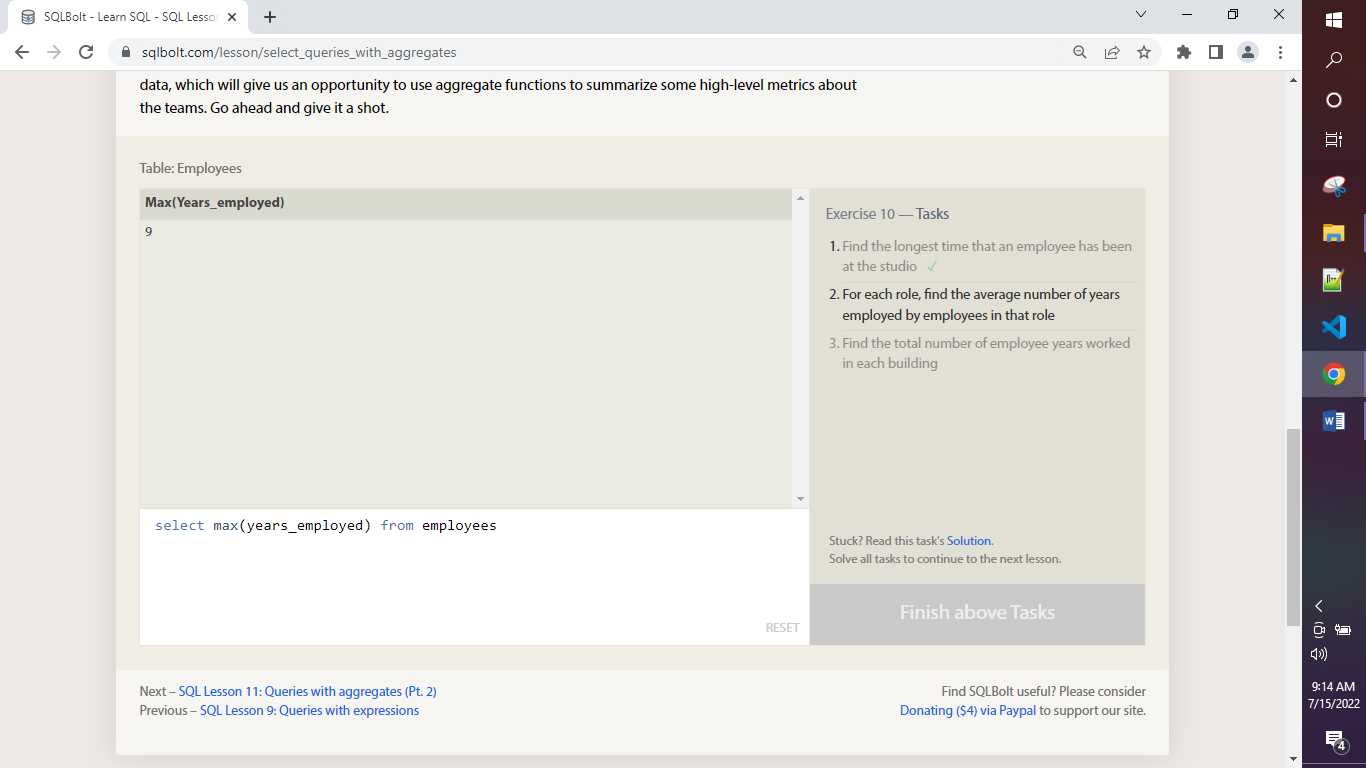 SQLBolt - Learn SQL - SQL Lesso
sqlbolt.com/lesson/select_queries_with_aggregates
data, which will give us an opportunity to use aggregate functions to summarize some high-level metrics about
the teams. Go ahead and give it a shot.
Table: Employees
Max(Years_employed)
9
select max(years_employed) from employees
RESET
Exercise 10 — Tasks
1. Find the longest time that an employee has been
at the studio ✓
2. For each role, find the average number of years
employed by employees in that role
3. Find the total number of employee years worked
in each building
Stuck? Read this task's Solution.
Solve all tasks to continue to the next lesson.
Finish above Tasks
Next – SQL Lesson 11: Queries with aggregates (Pt. 2)
Previous – SQL Lesson 9: Queries with expressions
Find SQLBolt useful? Please consider
Donating ($4) via Paypal to support our site.
9:14 AM
7/15/2022
4